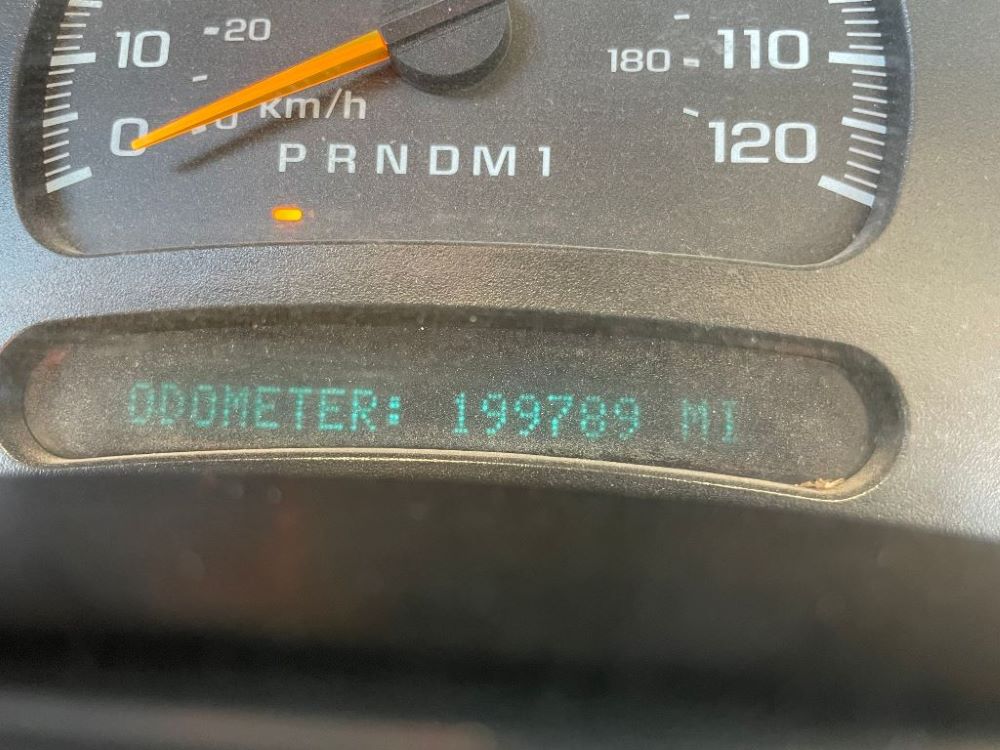 10 20 180 110
0 km/h 120
P R N D M 1
ODOMETER: 199789 MI